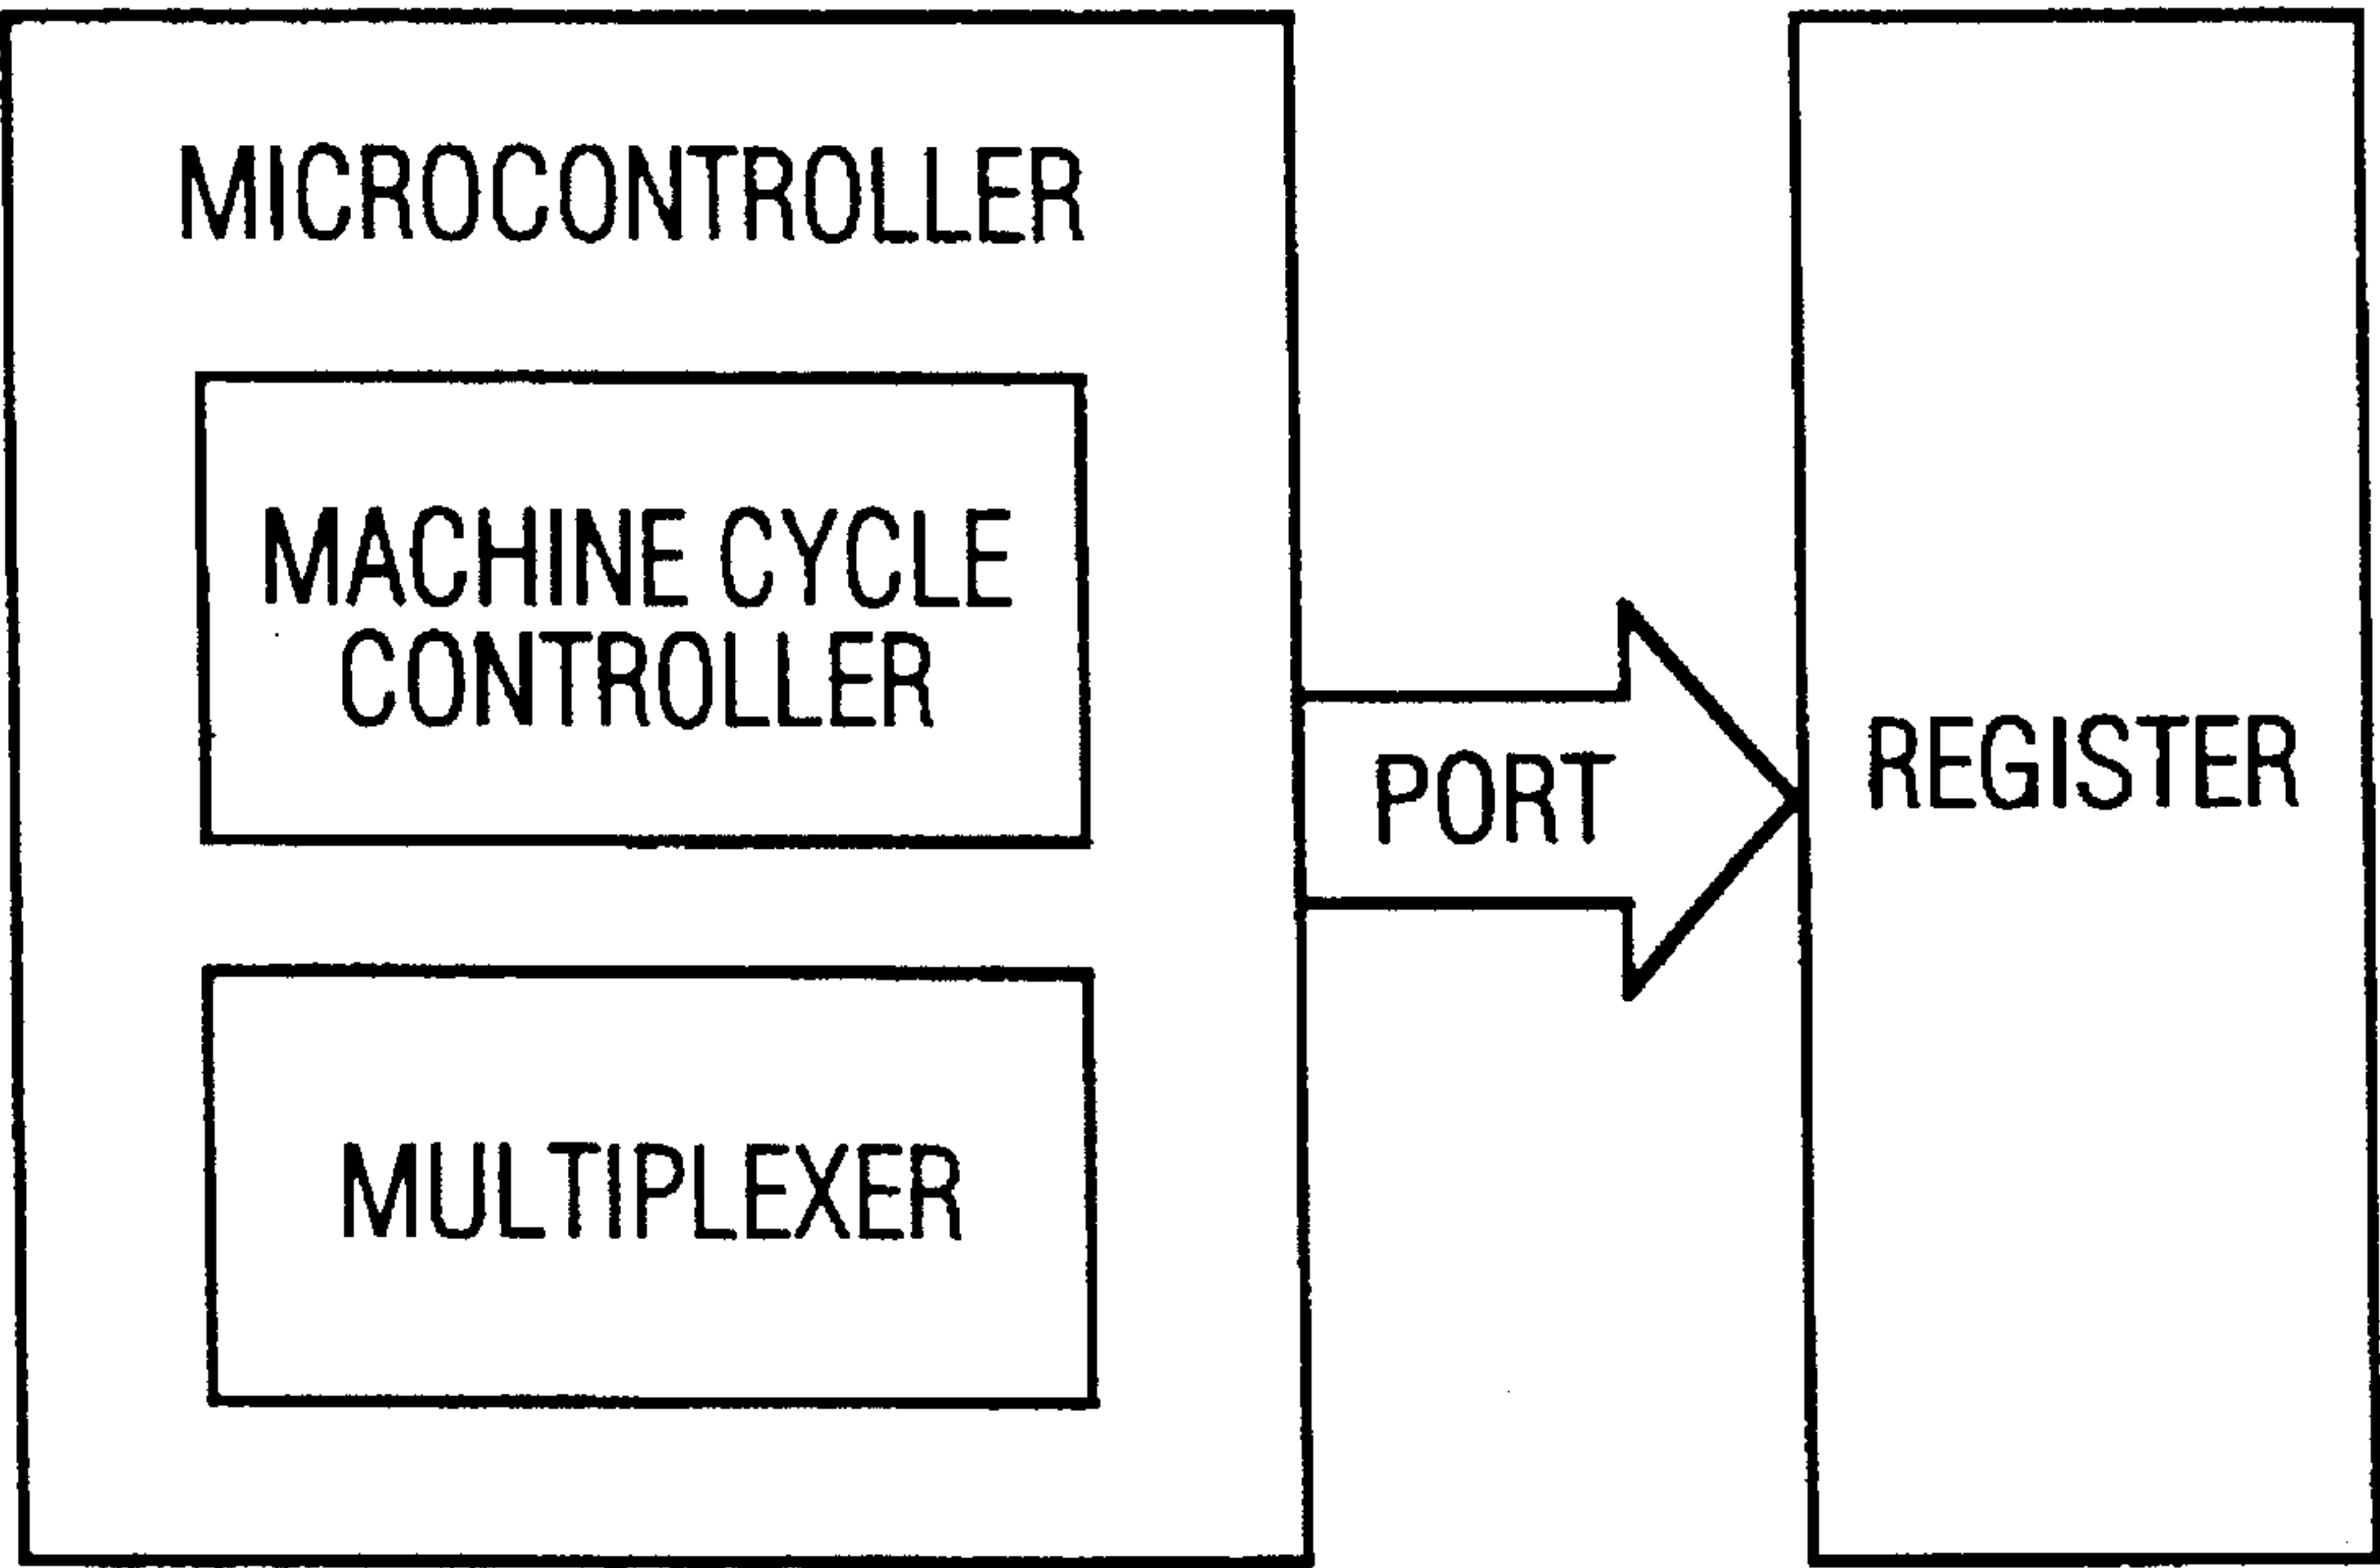 MICROCONTROLLER
MACHINE CYCLE
CONTROLLER
MULTIPLEXER
PORT
REGISTER